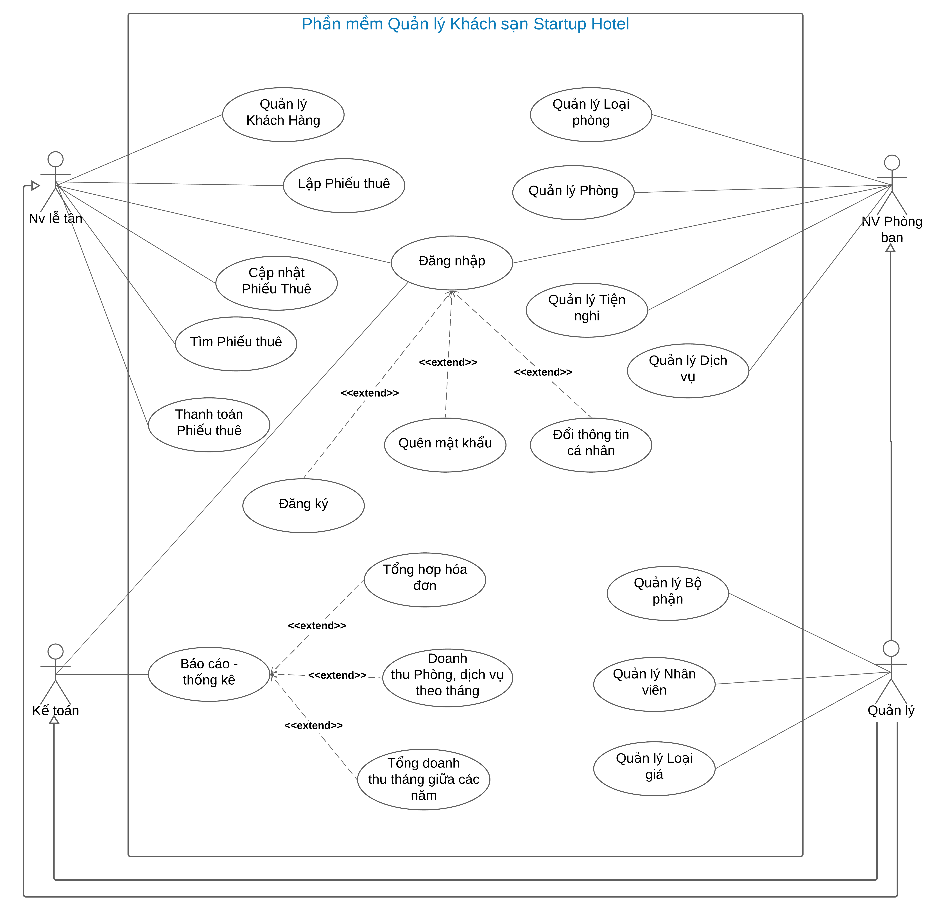 Phần mềm Quản lý Khách sạn Startup Hotel
Quản lý
Khách Hàng
Quản lý Loại
phòng
Lập Phiếu thuê
Quản lý Phòng
Nv lễ tân
NV Phòng
ban
Đăng nhập
Cập nhật
Phiếu Thuê
Quản lý Tiện
nghi
Tìm Phiếu thuê
<<extend>>
<<extend>>
<<extend>>
Quản lý Dịch
vụ
Thanh toán
Phiếu thuê
Quên mật khẩu
Đổi thông tin
cá nhân
Đăng ký
Tổng hợp hóa
đơn
Quản lý Bộ
phận
<<extend>>
Báo cáo -
thống kê
<<extend>>
Doanh
thu Phòng, dịch vụ
theo tháng
Quản lý Nhân
viên
Kế toán
Quản lý
<<extend>>
Tổng doanh
thu tháng giữa các
năm
Quản lý Loại
giá